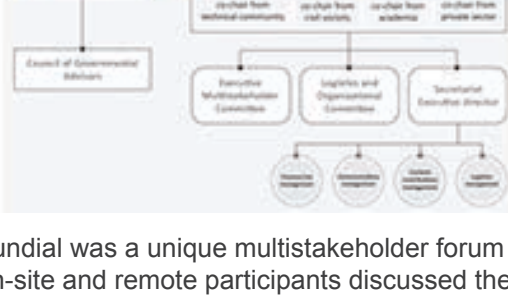 co-chair from technical community
co-chair from civil society
co-chair from academia
co-chair from private sector
Council of Governmental
Advisors
Executive
Multistakeholder
Committee
Logistics and
Organizational
Committee
Secretariat
Executive director
undial was a unique multistakeholder forum
n-site and remote participants discussed the